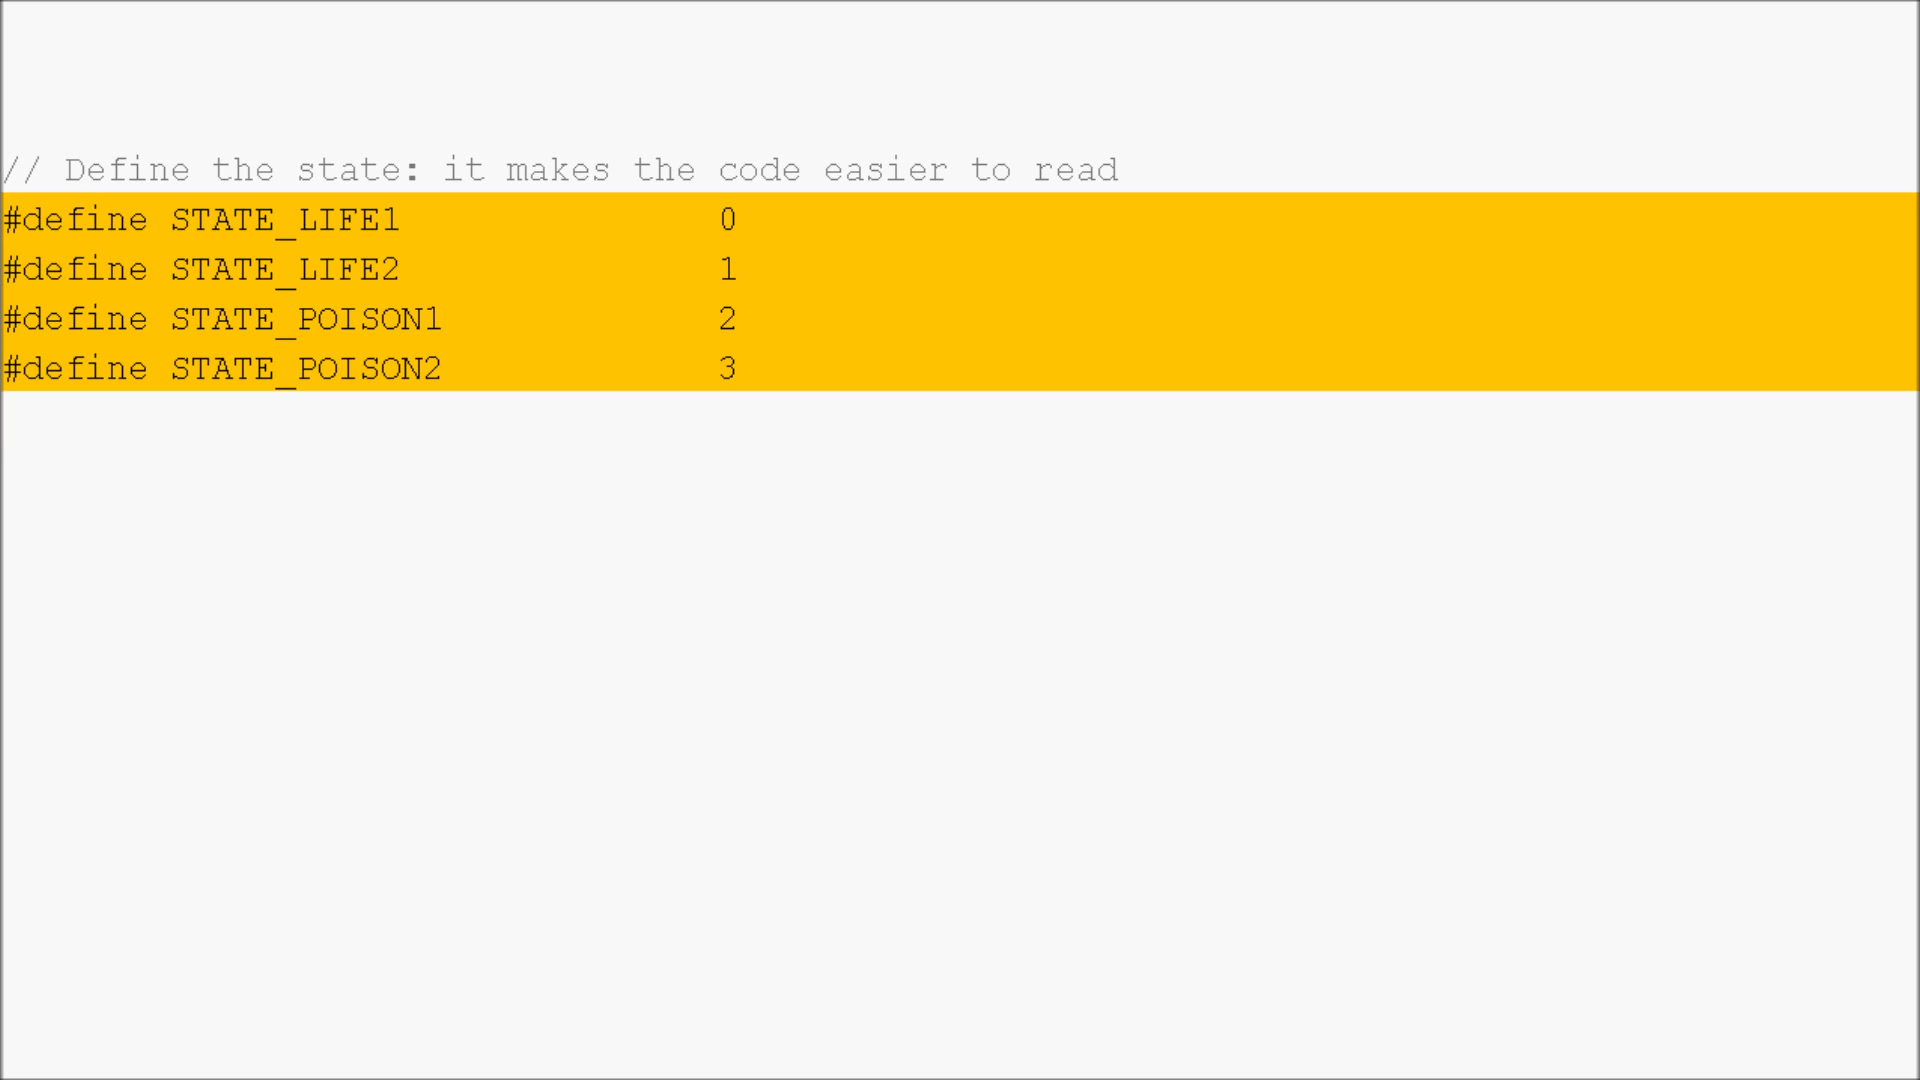 // Define the state: it makes the code easier to read
#define STATE_LIFE1 0
#define STATE_LIFE2 1
#define STATE_POISON1 2
#define STATE_POISON2 3